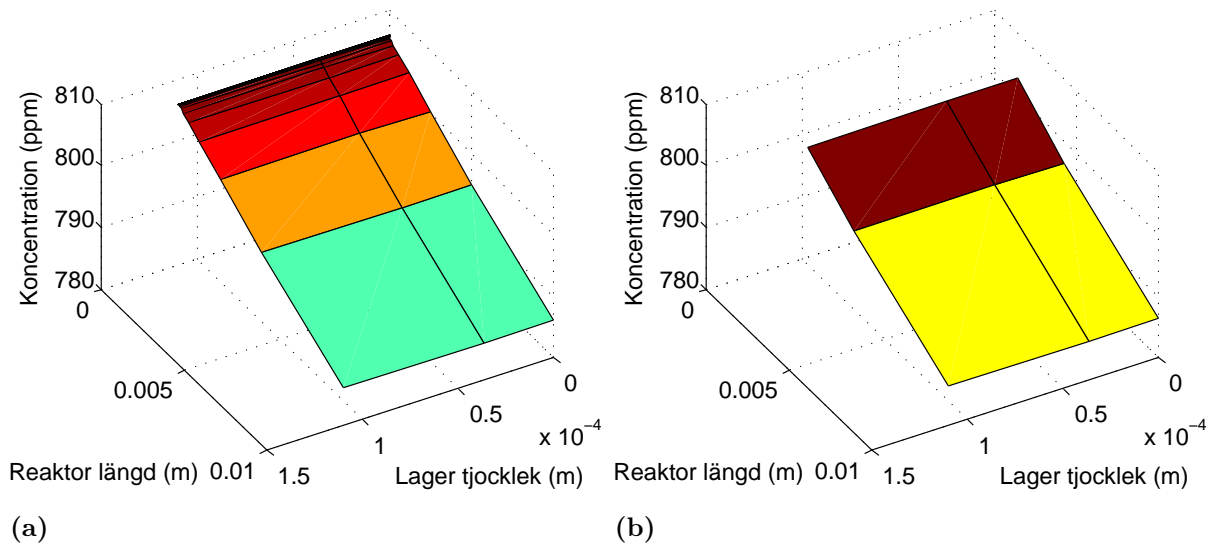 810
800
790
780
0
0.005
0.01
1.5
1
0.5
0
x 10⁻⁴
Koncentration (ppm)
Reaktor längd (m)
Lager tjocklek (m)
(a)
810
800
790
780
0
0.005
0.01
1.5
1
0.5
0
x 10⁻⁴
Koncentration (ppm)
Reaktor längd (m)
Lager tjocklek (m)
(b)